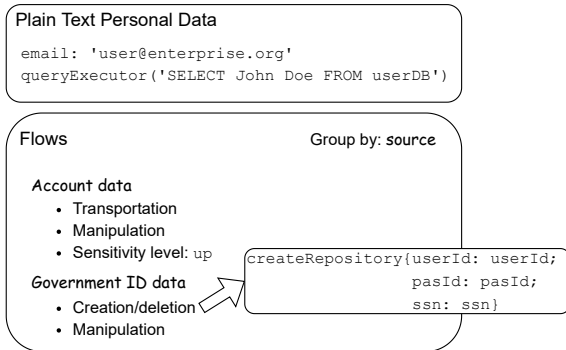 Plain Text Personal Data
email: 'user@enterprise.org'
queryExecutor('SELECT John Doe FROM userDB')
Flows
Group by: source
Account data
• Transportation
• Manipulation
• Sensitivity level: up
Government ID data
• Creation/deletion
• Manipulation
createRepository{userId: userId;
pasId: pasId;
ssn: ssn}